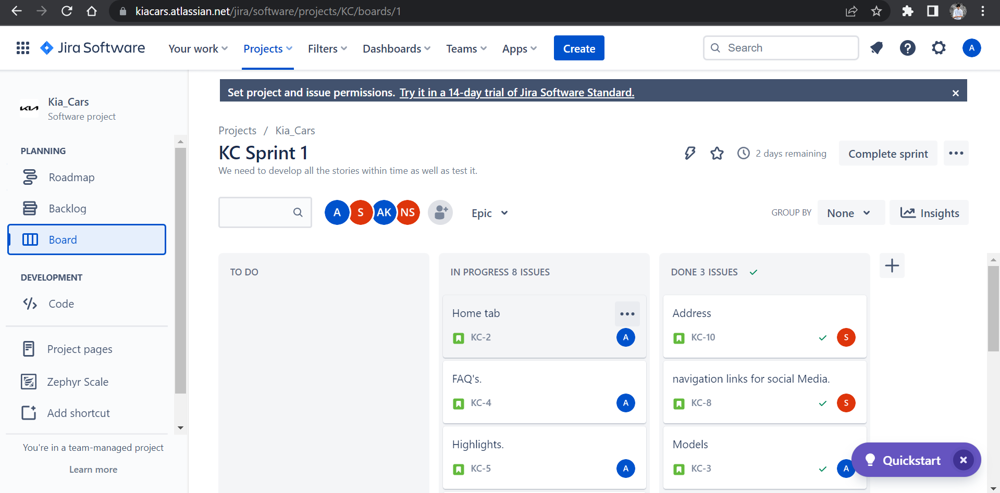 kiacars.atlassian.net/jira/software/projects/KC/boards/1
Jira Software
Your work
Projects
Filters
Dashboards
Teams
Apps
Create
Search
A
KIA
Kia_Cars
Software project
PLANNING
Roadmap
Backlog
Board
DEVELOPMENT
Code
Project pages
Zephyr Scale
Add shortcut
You're in a team-managed project
Learn more
Set project and issue permissions. Try it in a 14-day trial of Jira Software Standard.
Projects / Kia_Cars
KC Sprint 1
2 days remaining
Complete sprint
We need to develop all the stories within time as well as test it.
A
S
AK
NS
Epic
GROUP BY
None
Insights
TO DO
IN PROGRESS 8 ISSUES
Home tab
KC-2
A
FAQ's.
KC-4
A
Highlights.
KC-5
A
DONE 3 ISSUES
Address
KC-10
S
navigation links for social Media.
KC-8
S
Models
KC-3
A
Quickstart